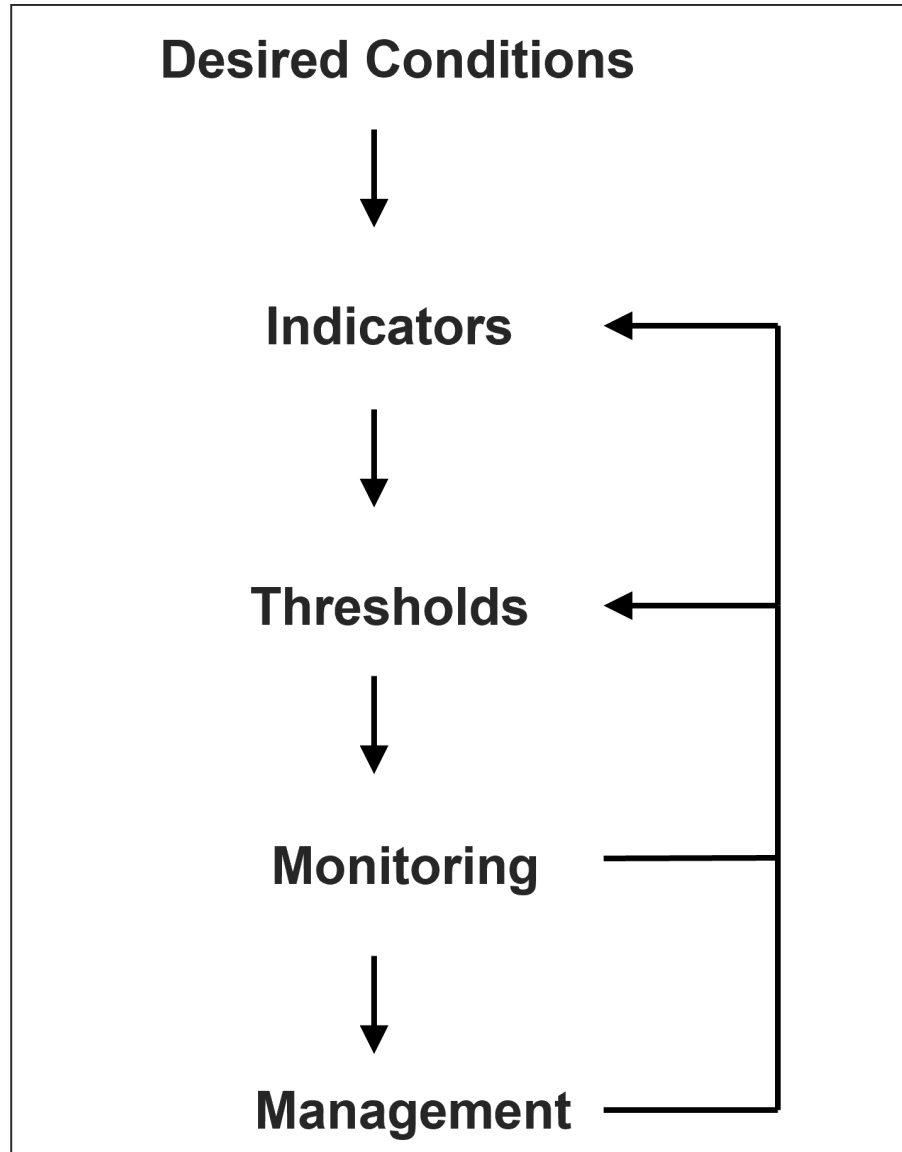 Desired Conditions
Indicators
Thresholds
Monitoring
Management